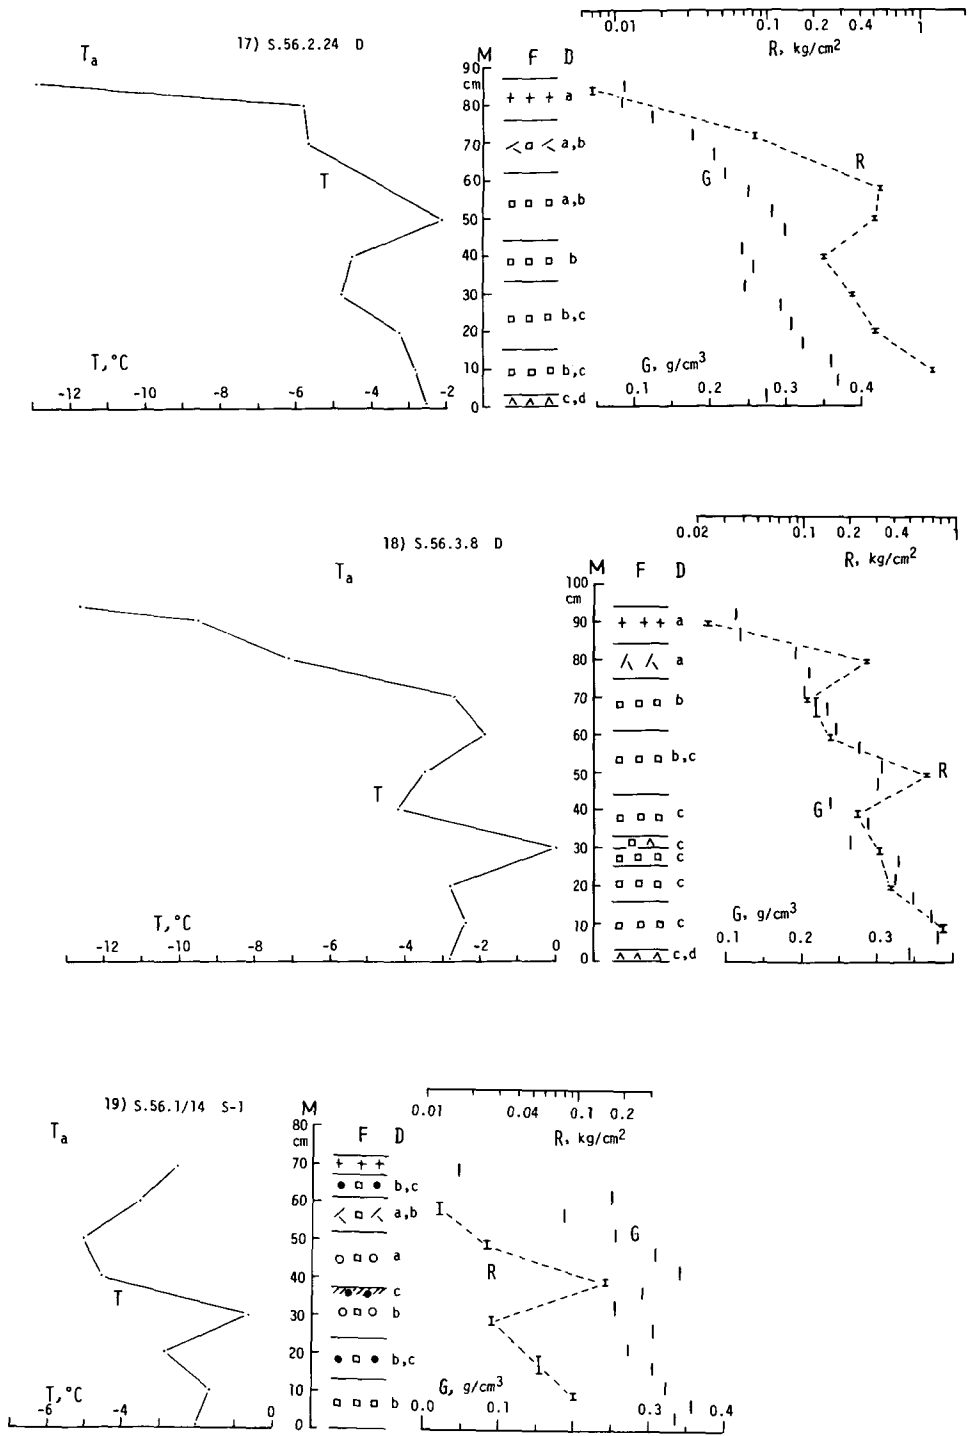 17) S.56.2.24 D
Ta
T
T,°C
-12 -10 -8 -6 -4 -2
M F D
90
cm
80
70
60
50
40
30
20
10
0
+ + + a
a,b
a,b
b
b,c
b,c
c,d
0.01 0.1 0.2 0.4 1
R, kg/cm2
R
G
G, g/cm3
0.1 0.2 0.3 0.4
18) S.56.3.8 D
Ta
T
T,°C
-12 -10 -8 -6 -4 -2 0
M F D
100
cm
90
80
70
60
50
40
30
20
10
0
+ + + a
a
b
b,c
c
c
c
c
c
c,d
0.02 0.1 0.2 0.4 1
R, kg/cm2
R
G
G, g/cm3
0.1 0.2 0.3
19) S.56.1/14 S-1
Ta
T
T,°C
-6 -4 0
M
F D
80
cm
70
60
50
40
30
20
10
0
+ + +
b,c
a,b
a
c
b
b,c
b
0.01 0.04 0.1 0.2
R, kg/cm2
G
R
G, g/cm3
0.0 0.1 0.3 0.4